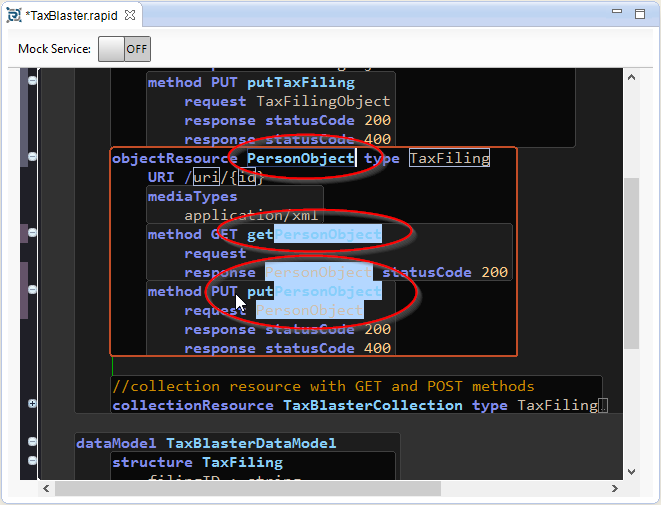 *TaxBlaster.rapid
Mock Service: OFF
method PUT putTaxFiling
request TaxFilingObject
response statusCode 200
response statusCode 400
objectResource PersonObject type TaxFiling
URI /uri/{id}
mediaTypes
application/xml
method GET getPersonObject
request
response PersonObject statusCode 200
method PUT putPersonObject
request PersonObject
response statusCode 200
response statusCode 400
//collection resource with GET and POST methods
collectionResource TaxBlasterCollection type TaxFiling
dataModel TaxBlasterDataModel
structure TaxFiling
filingID : string